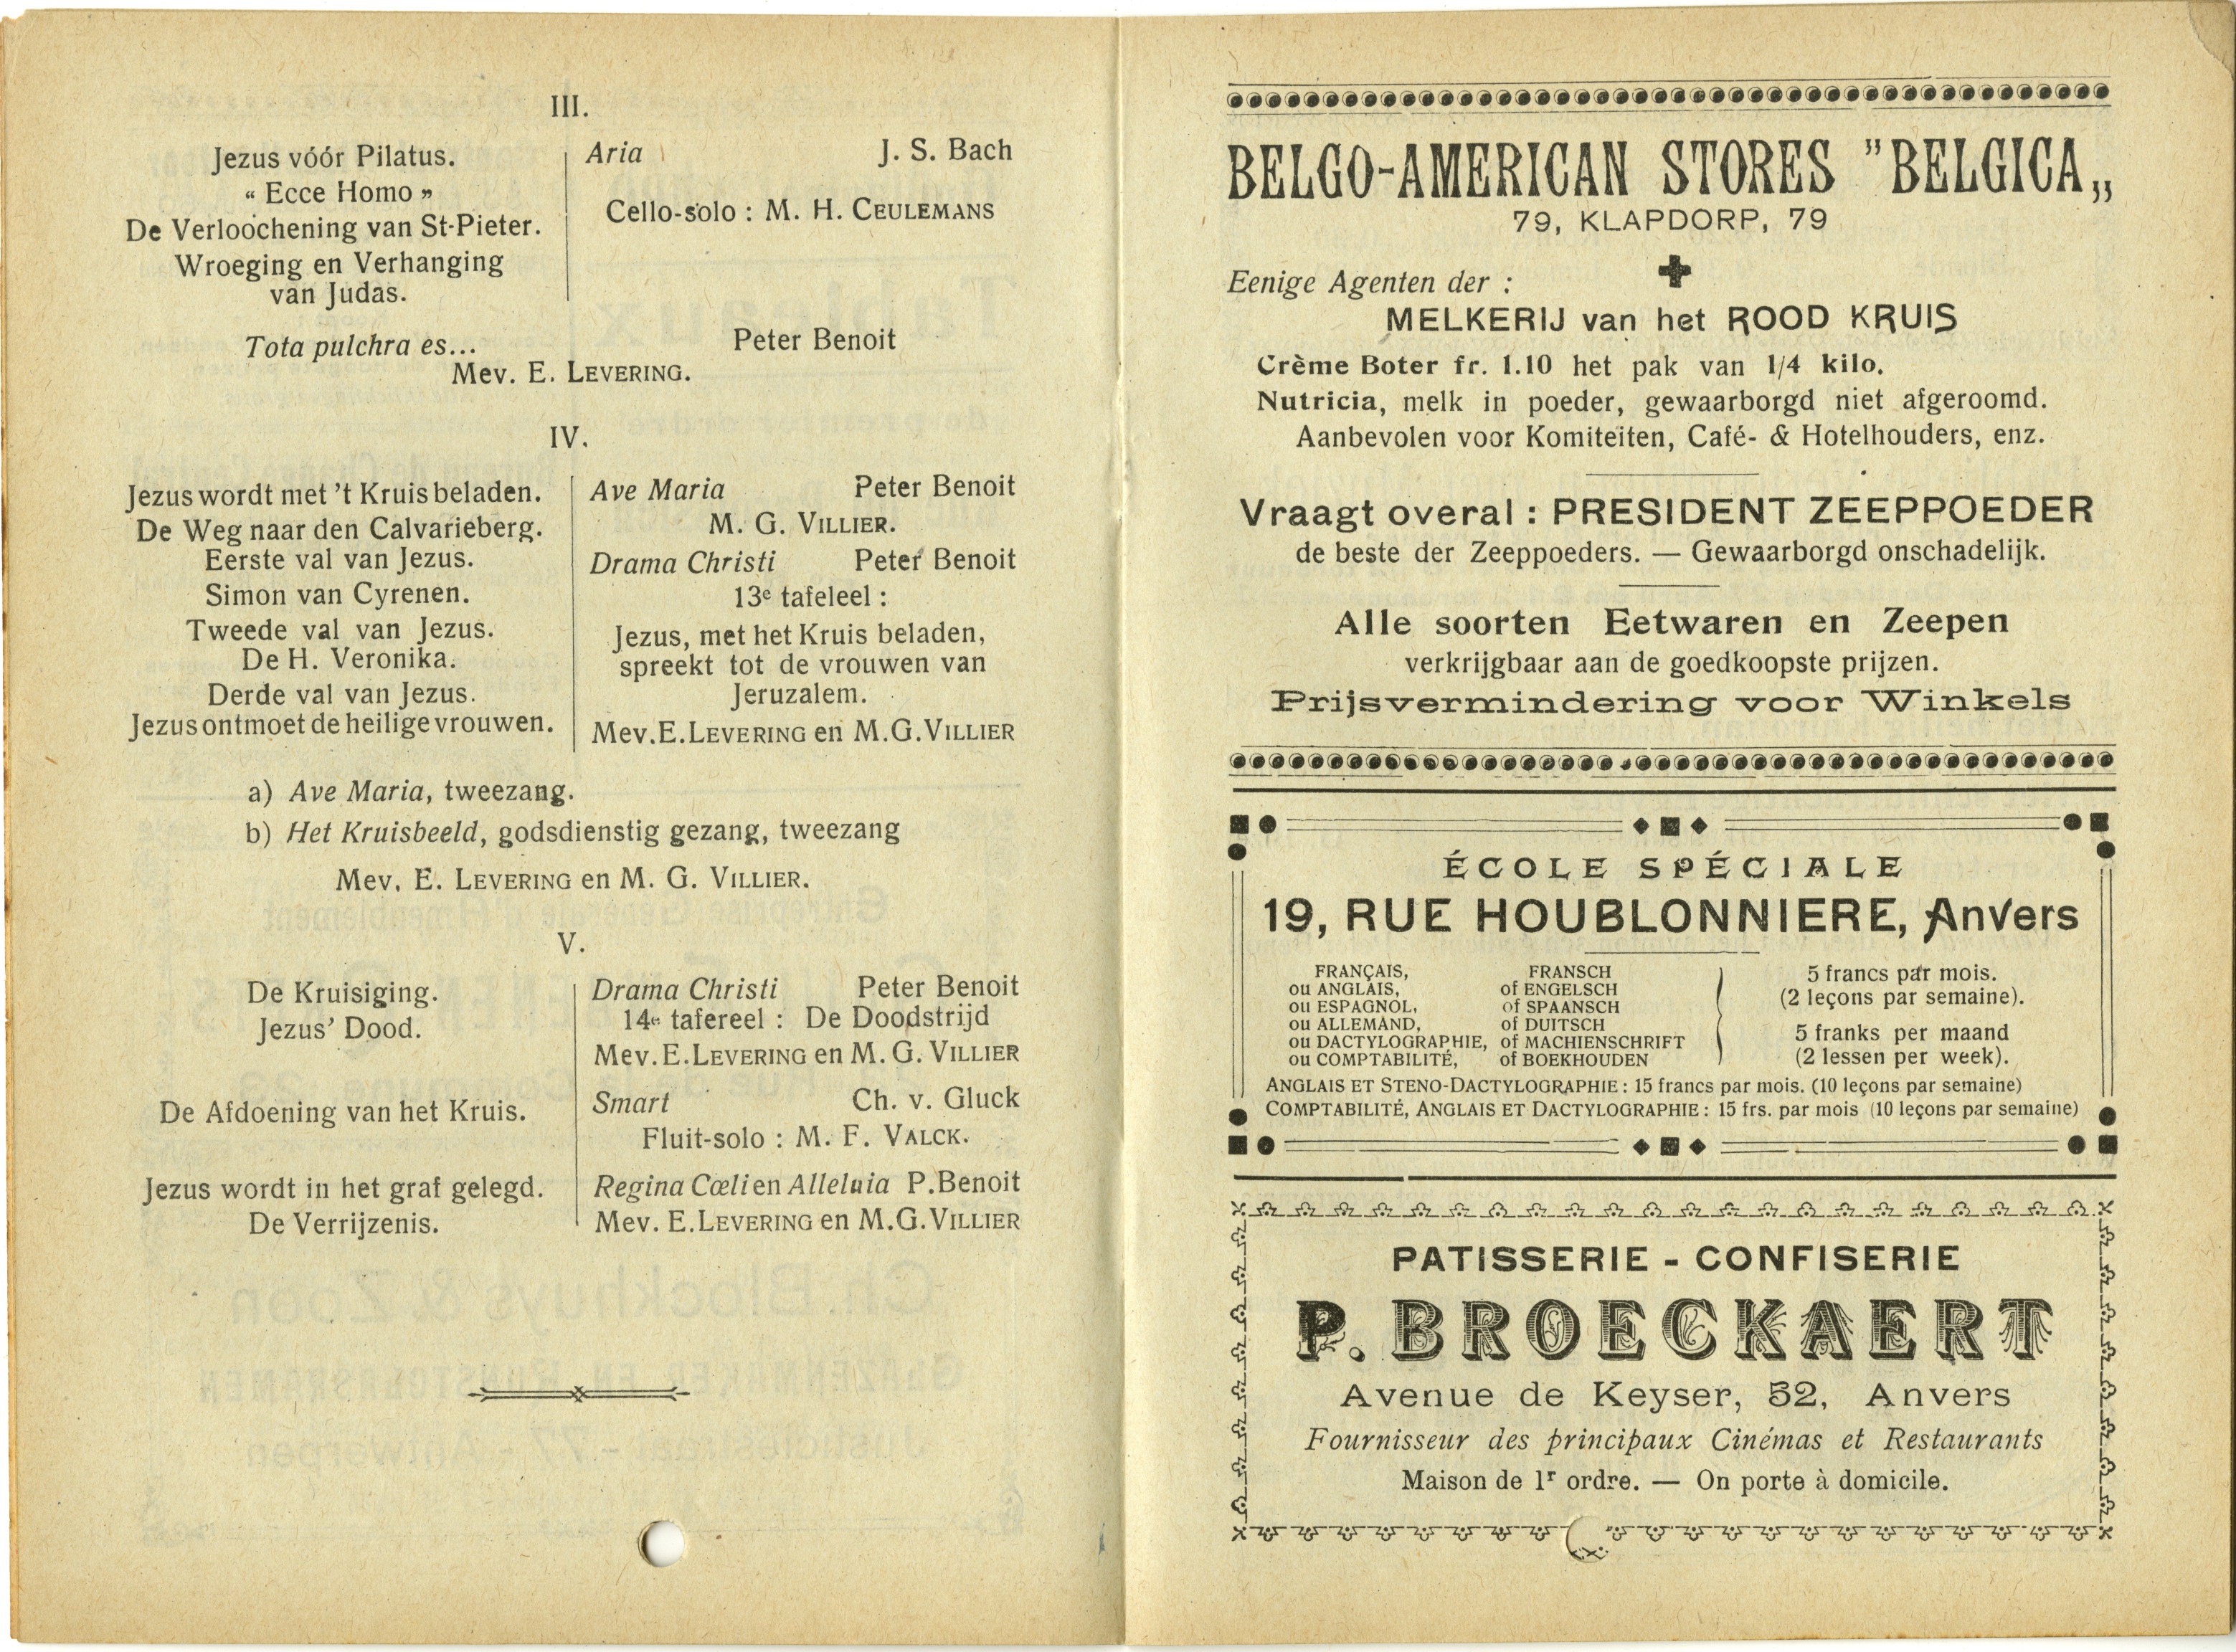 III.
Jezus vóór Pilatus.
“ Ecce Homo ”
De Verloochening van St-Pieter.
Wroeging en Verhanging
van Judas.
Aria J. S. Bach
Cello-solo : M. H. CEULEMANS
Tota pulchra es... Peter Benoit
Mev. E. LEVERING.
IV.
Jezus wordt met 't Kruis beladen.
De Weg naar den Calvarieberg.
Eerste val van Jezus.
Simon van Cyrenen.
Tweede val van Jezus.
De H. Veronika.
Derde val van Jezus.
Jezus ontmoet de heilige vrouwen.
Ave Maria Peter Benoit
M. G. VILLIER.
Drama Christi Peter Benoit
13e tafeleel :
Jezus, met het Kruis beladen,
spreekt tot de vrouwen van
Jeruzalem.
Mev. E. LEVERING en M. G. VILLIER
a) Ave Maria, tweezang.
b) Het Kruisbeeld, godsdienstig gezang, tweezang
Mev. E. LEVERING en M. G. VILLIER.
V.
De Kruisiging.
Jezus’ Dood.
Drama Christi Peter Benoit
14e tafereel : De Doodstrijd
Mev. E. LEVERING en M. G. VILLIER
De Afdoening van het Kruis.
Smart Ch. v. Gluck
Fluit-solo : M. F. VALCK.
Jezus wordt in het graf gelegd.
De Verrijzenis.
Regina Cœli en Alleluia P. Benoit
Mev. E. LEVERING en M. G. VILLIER
BELGO-AMERICAN STORES "BELGICA„
79, KLAPDORP, 79
Eenige Agenten der :
MELKERIJ van het ROOD KRUIS
Crème Boter fr. 1.10 het pak van 1/4 kilo.
Nutricia, melk in poeder, gewaarborgd niet afgeroomd.
Aanbevolen voor Komiteiten, Café- & Hotelhouders, enz.
Vraagt overal : PRESIDENT ZEEPPOEDER
de beste der Zeeppoeders. — Gewaarborgd onschadelijk.
Alle soorten Eetwaren en Zeepen
verkrijgbaar aan de goedkoopste prijzen.
Prijsvermindering voor Winkels
ÉCOLE SPÉCIALE
19, RUE HOUBLONNIERE, Anvers
FRANÇAIS, FRANSCH
ou ANGLAIS, of ENGELSCH
ou ESPAGNOL, of SPAANSCH
ou ALLEMAND, of DUITSCH
ou DACTYLOGRAPHIE, of MACHIENSCHRIFT
ou COMPTABILITÉ, of BOEKHOUDEN
5 francs par mois.
(2 leçons par semaine).
5 franks per maand
(2 lessen per week).
ANGLAIS ET STENO-DACTYLOGRAPHIE : 15 francs par mois. (10 leçons par semaine)
COMPTABILITÉ, ANGLAIS ET DACTYLOGRAPHIE : 15 frs. par mois (10 leçons par semaine)
PATISSERIE - CONFISERIE
P. BROECKAERT
Avenue de Keyser, 52, Anvers
Fournisseur des principaux Cinémas et Restaurants
Maison de 1r ordre. — On porte à domicile.